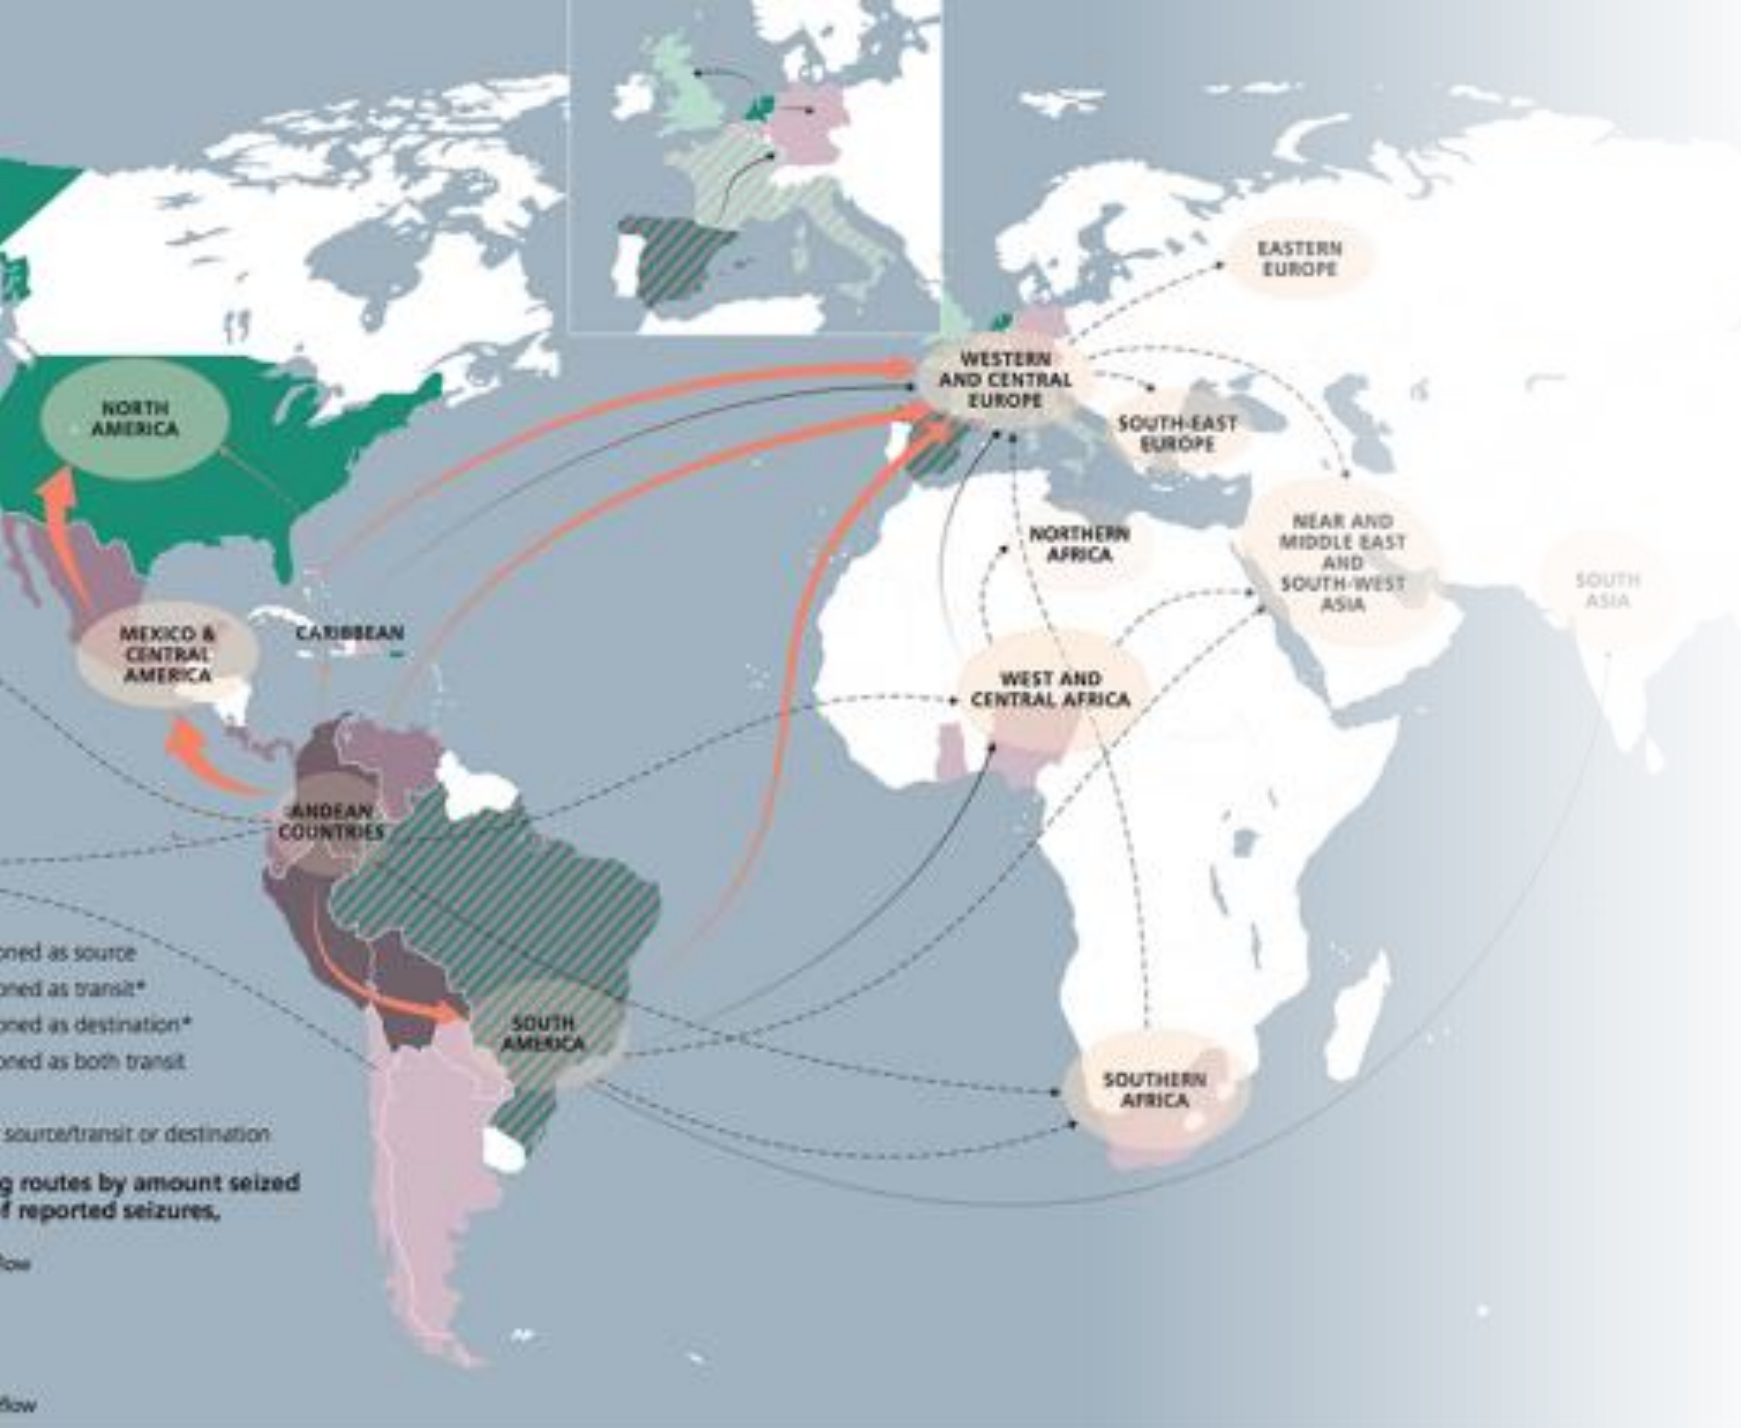 EASTERN
EUROPE
WESTERN
AND CENTRAL
EUROPE
NORTH
AMERICA
SOUTH-EAST
EUROPE
NEAR AND
MIDDLE EAST
AND
SOUTH-WEST
ASIA
NORTHERN
AFRICA
SOUTH
ASIA
MEXICO &
CENTRAL
AMERICA
CARIBBEAN
WEST AND
CENTRAL AFRICA
ANDEAN
COUNTRIES
oned as source
oned as transit*
oned as destination*
oned as both transit
SOUTH
AMERICA
SOUTHERN
AFRICA
source/transit or destination
g routes by amount seized
of reported seizures,
flow
flow